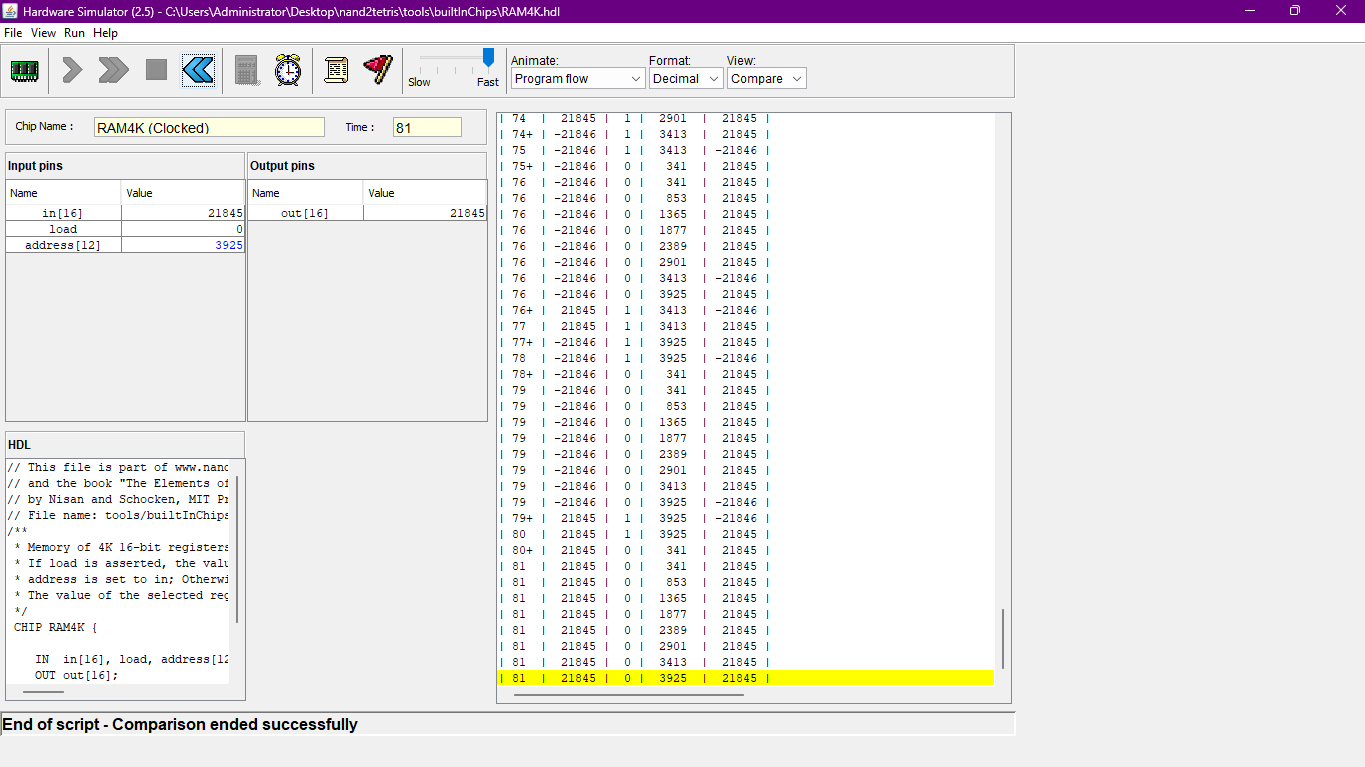 Hardware Simulator (2.5) - C:\Users\Administrator\Desktop\nand2tetris\tools\builtInChips\RAM4K.hdl
File View Run Help
Slow Fast
Animate: Format: View:
Program flow Decimal Compare
Chip Name : RAM4K (Clocked) Time : 81
Input pins
Name Value
in[16] 21845
load 0
address[12] 3925
Output pins
Name Value
out[16] 21845
HDL
// This file is part of www.nand
// and the book "The Elements of
// by Nisan and Schocken, MIT Pr
// File name: tools/builtInChips
/**
* Memory of 4K 16-bit registers
* If load is asserted, the valu
* address is set to in; Otherwi
* The value of the selected reg
*/
CHIP RAM4K {
IN in[16], load, address[12
OUT out[16];
| 74 | 21845 | 1 | 2901 | 21845 |
| 74+ | -21846 | 1 | 3413 | 21845 |
| 75 | -21846 | 1 | 3413 | -21846 |
| 75+ | -21846 | 0 | 341 | 21845 |
| 76 | -21846 | 0 | 341 | 21845 |
| 76 | -21846 | 0 | 853 | 21845 |
| 76 | -21846 | 0 | 1365 | 21845 |
| 76 | -21846 | 0 | 1877 | 21845 |
| 76 | -21846 | 0 | 2389 | 21845 |
| 76 | -21846 | 0 | 2901 | 21845 |
| 76 | -21846 | 0 | 3413 | -21846 |
| 76 | -21846 | 0 | 3925 | 21845 |
| 76+ | 21845 | 1 | 3413 | -21846 |
| 77 | 21845 | 1 | 3413 | 21845 |
| 77+ | -21846 | 1 | 3925 | 21845 |
| 78 | -21846 | 1 | 3925 | -21846 |
| 78+ | -21846 | 0 | 341 | 21845 |
| 79 | -21846 | 0 | 341 | 21845 |
| 79 | -21846 | 0 | 853 | 21845 |
| 79 | -21846 | 0 | 1365 | 21845 |
| 79 | -21846 | 0 | 1877 | 21845 |
| 79 | -21846 | 0 | 2389 | 21845 |
| 79 | -21846 | 0 | 2901 | 21845 |
| 79 | -21846 | 0 | 3413 | 21845 |
| 79 | -21846 | 0 | 3925 | -21846 |
| 79+ | 21845 | 1 | 3925 | -21846 |
| 80 | 21845 | 1 | 3925 | 21845 |
| 80+ | 21845 | 0 | 341 | 21845 |
| 81 | 21845 | 0 | 341 | 21845 |
| 81 | 21845 | 0 | 853 | 21845 |
| 81 | 21845 | 0 | 1365 | 21845 |
| 81 | 21845 | 0 | 1877 | 21845 |
| 81 | 21845 | 0 | 2389 | 21845 |
| 81 | 21845 | 0 | 2901 | 21845 |
| 81 | 21845 | 0 | 3413 | 21845 |
| 81 | 21845 | 0 | 3925 | 21845 |
End of script - Comparison ended successfully